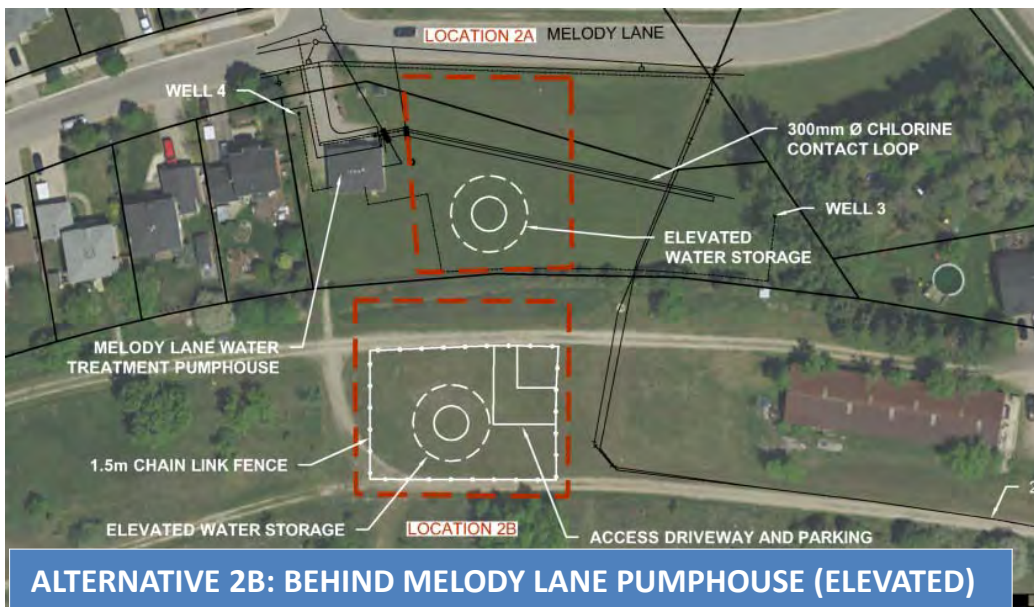 LOCATION 2A MELODY LANE
WELL 4
300mm Ø CHLORINE
CONTACT LOOP
WELL 3
ELEVATED
WATER STORAGE
MELODY LANE WATER
TREATMENT PUMPHOUSE
1.5m CHAIN LINK FENCE
ELEVATED WATER STORAGE
LOCATION 2B
ACCESS DRIVEWAY AND PARKING
2
ALTERNATIVE 2B: BEHIND MELODY LANE PUMPHOUSE (ELEVATED)